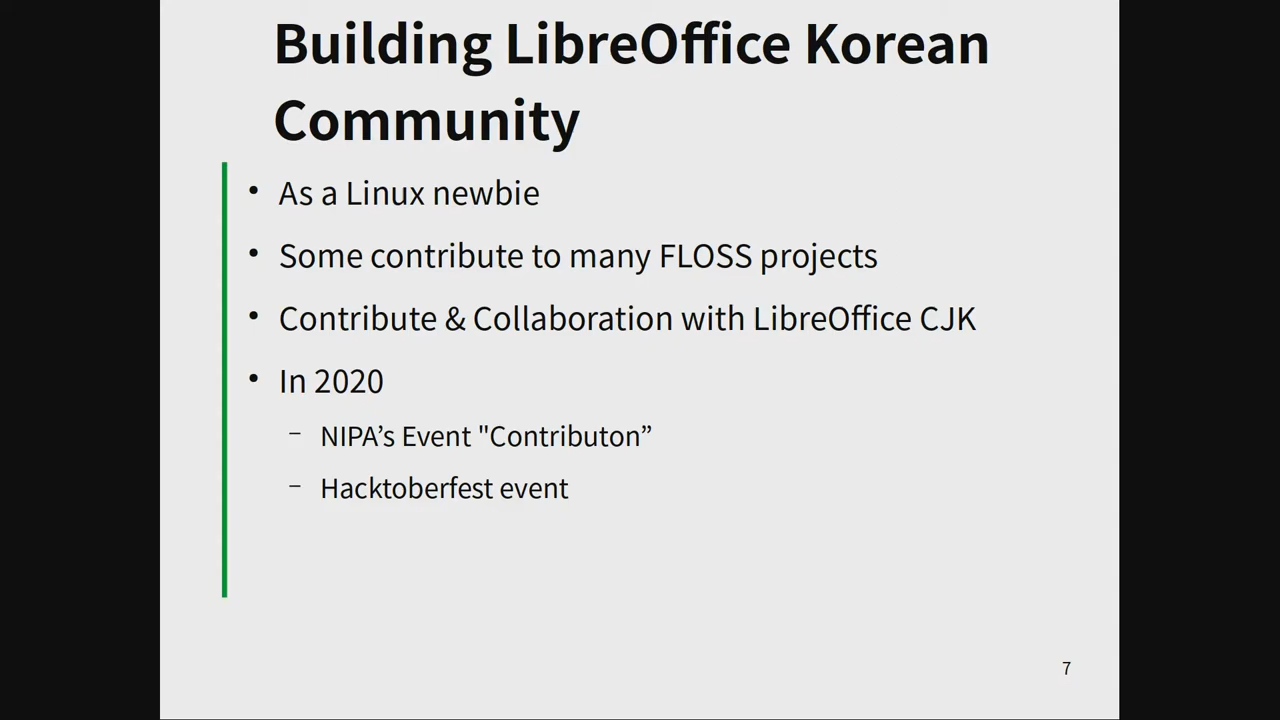 Building LibreOffice Korean
Community
• As a Linux newbie
• Some contribute to many FLOSS projects
• Contribute & Collaboration with LibreOffice CJK
• In 2020
– NIPA’s Event "Contributon”
– Hacktoberfest event
7